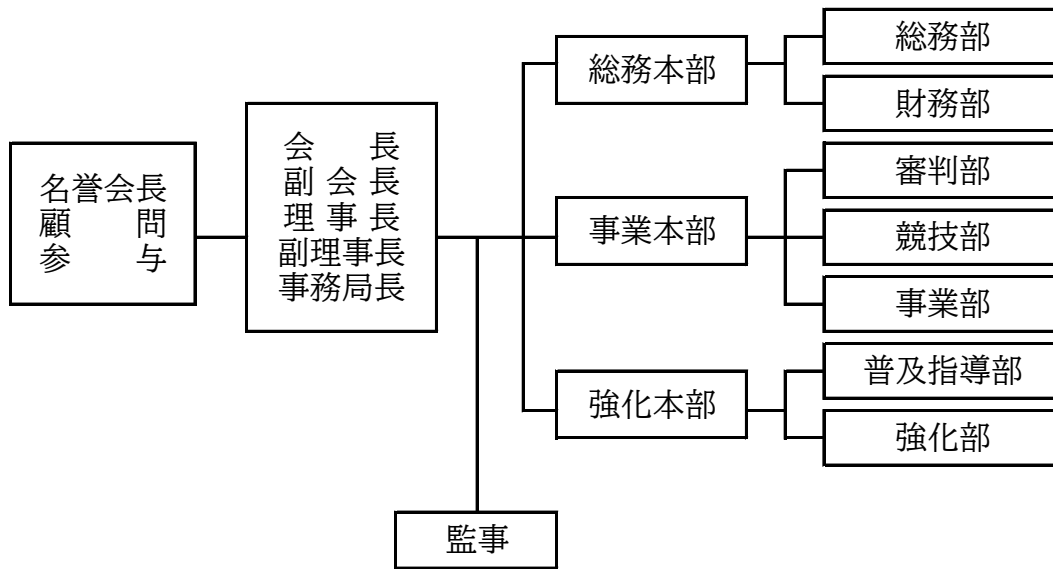 名誉会長
顧問
参与
会長
副会長
理事長
副理事長
事務局長
総務本部
総務部
財務部
事業本部
審判部
競技部
事業部
強化本部
普及指導部
強化部
監事